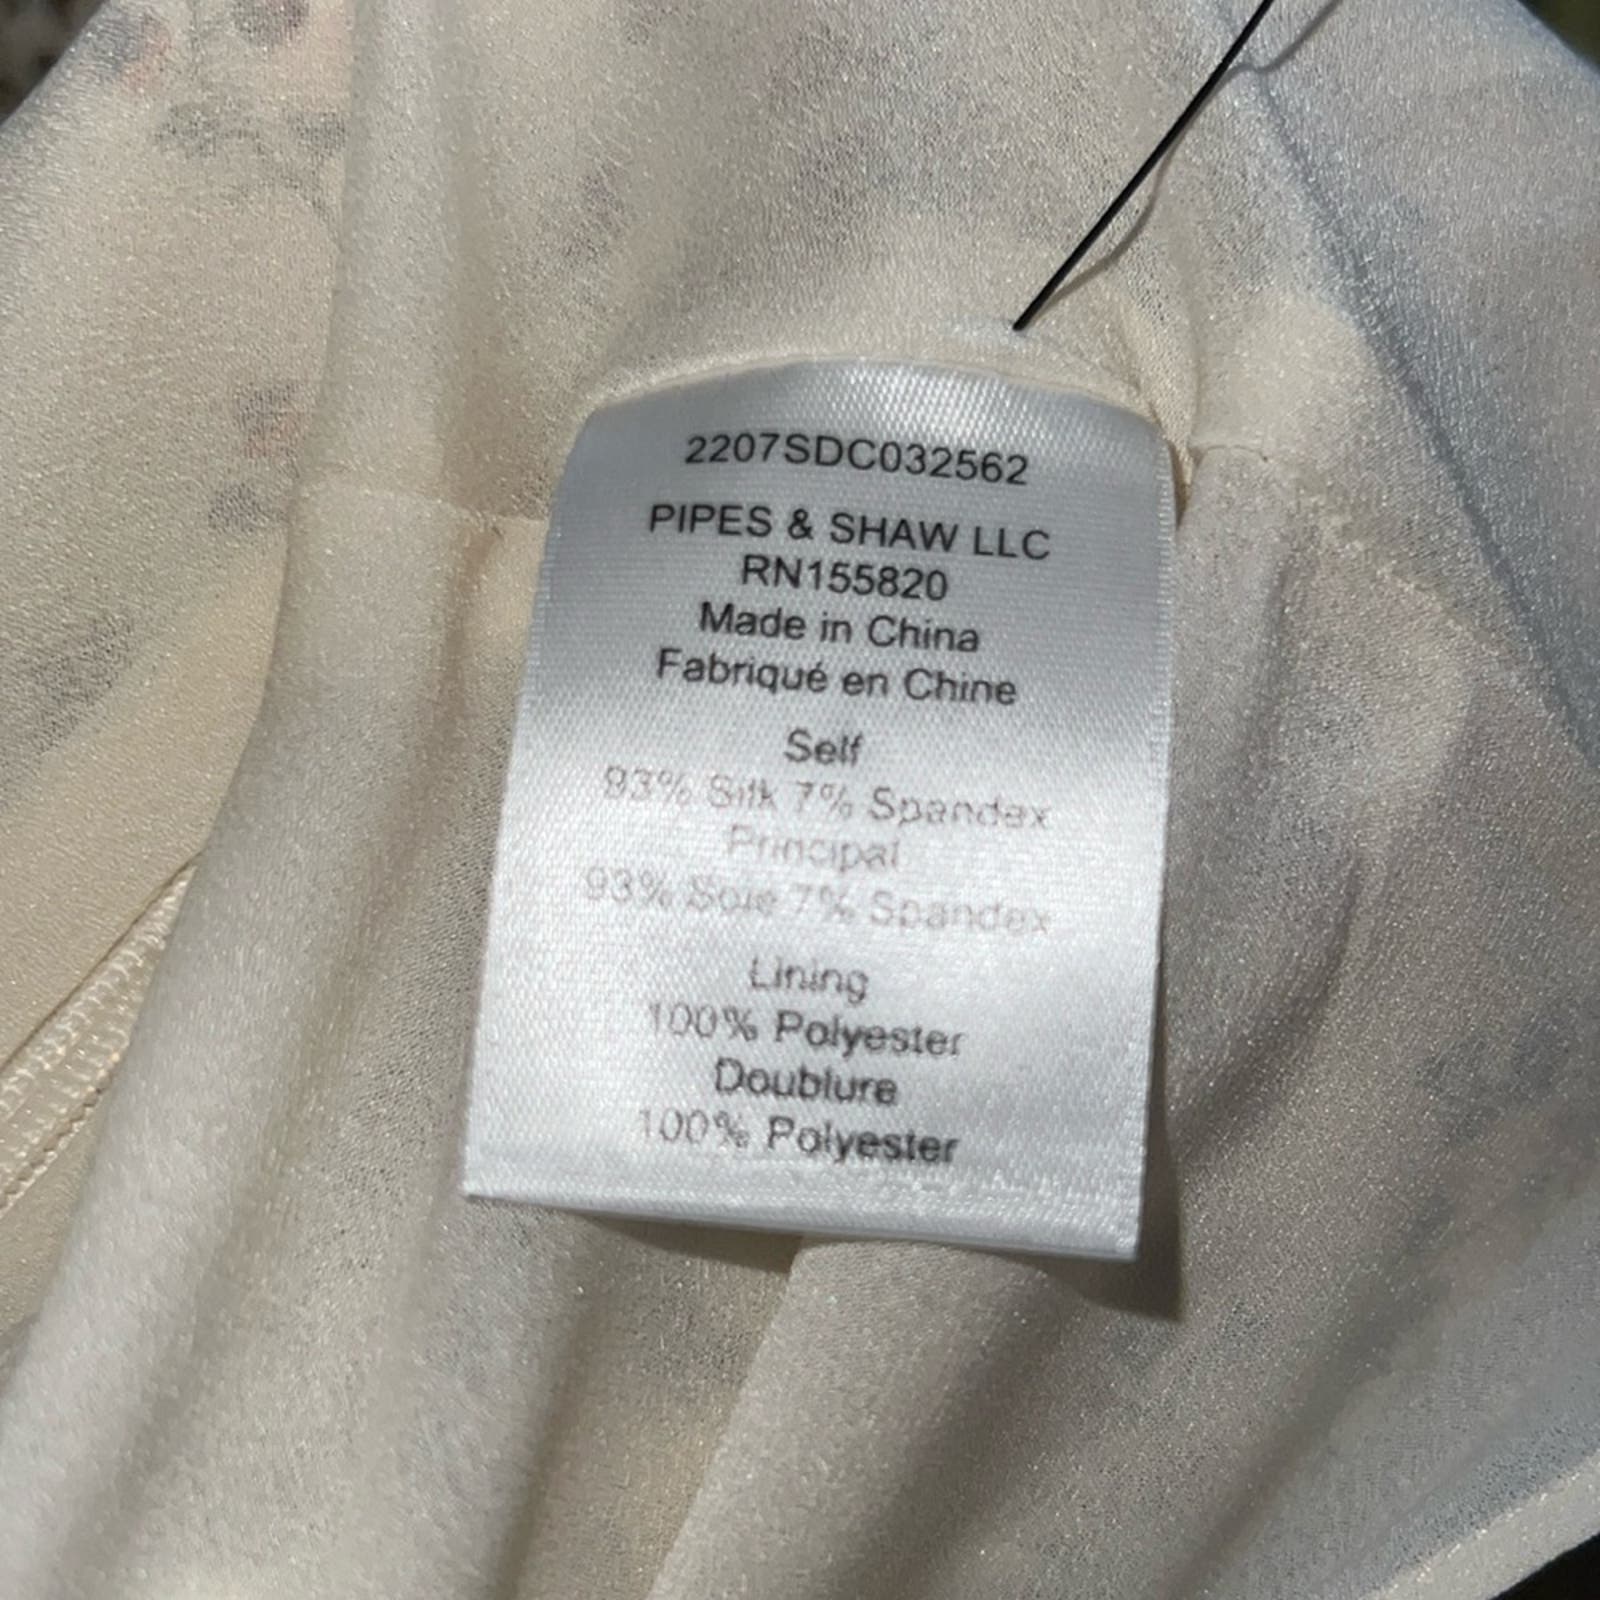 2207SDC032562
PIPES & SHAW LLC
RN155820
Made in China
Fabriqué en Chine
Self
93% Silk 7% Spandex
Principal
93% Soie 7% Spandex
Lining
100% Polyester
Doublure
100% Polyester